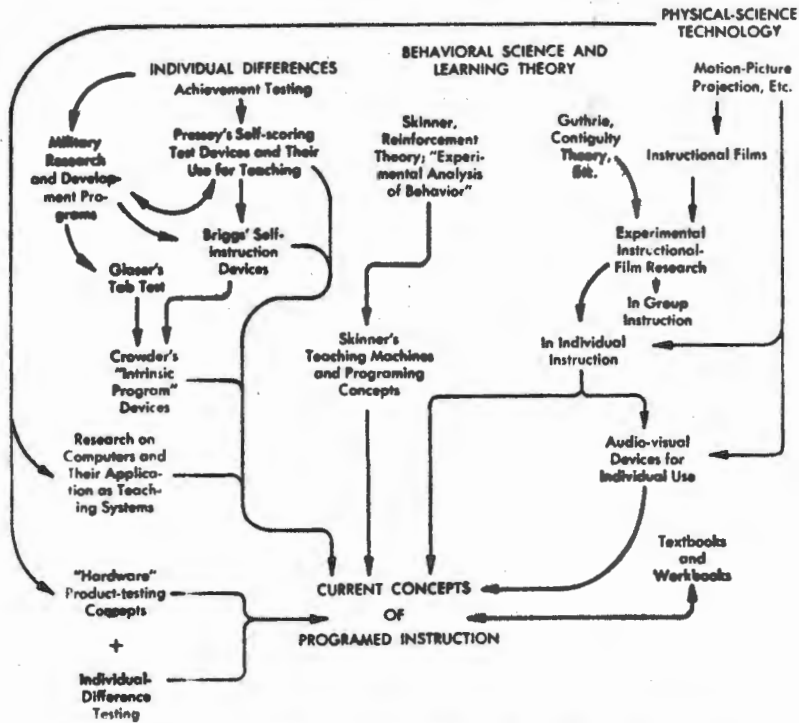 PHYSICAL-SCIENCE
TECHNOLOGY
BEHAVIORAL SCIENCE AND
LEARNING THEORY
INDIVIDUAL DIFFERENCES
Achievement Testing
Motion-Picture
Projection, Etc.
Military
Research
and Develop-
ment Pro-
grams
Pressey's Self-scoring
Test Devices and Their
Use for Teaching
Skinner,
Reinforcement
Theory; "Experi-
mental Analysis
of Behavior"
Guthrie,
Contiguity
Theory,
Etc.
Instructional Films
Briggs' Self-
Instruction
Devices
Experimental
Instructional-
Film Research
Glaser's
Tab Test
In Group
Instruction
Crowder's
"Intrinsic
Program"
Devices
Skinner's
Teaching Machines
and Programing
Concepts
In Individual
Instruction
Research on
Computers and
Their Applica-
tion as Teach-
ing Systems
Audio-visual
Devices for
Individual Use
Textbooks
and
Workbooks
"Hardware"
Product-testing
Concepts
+
Individual-
Difference
Testing
CURRENT CONCEPTS
OF
PROGRAMED INSTRUCTION